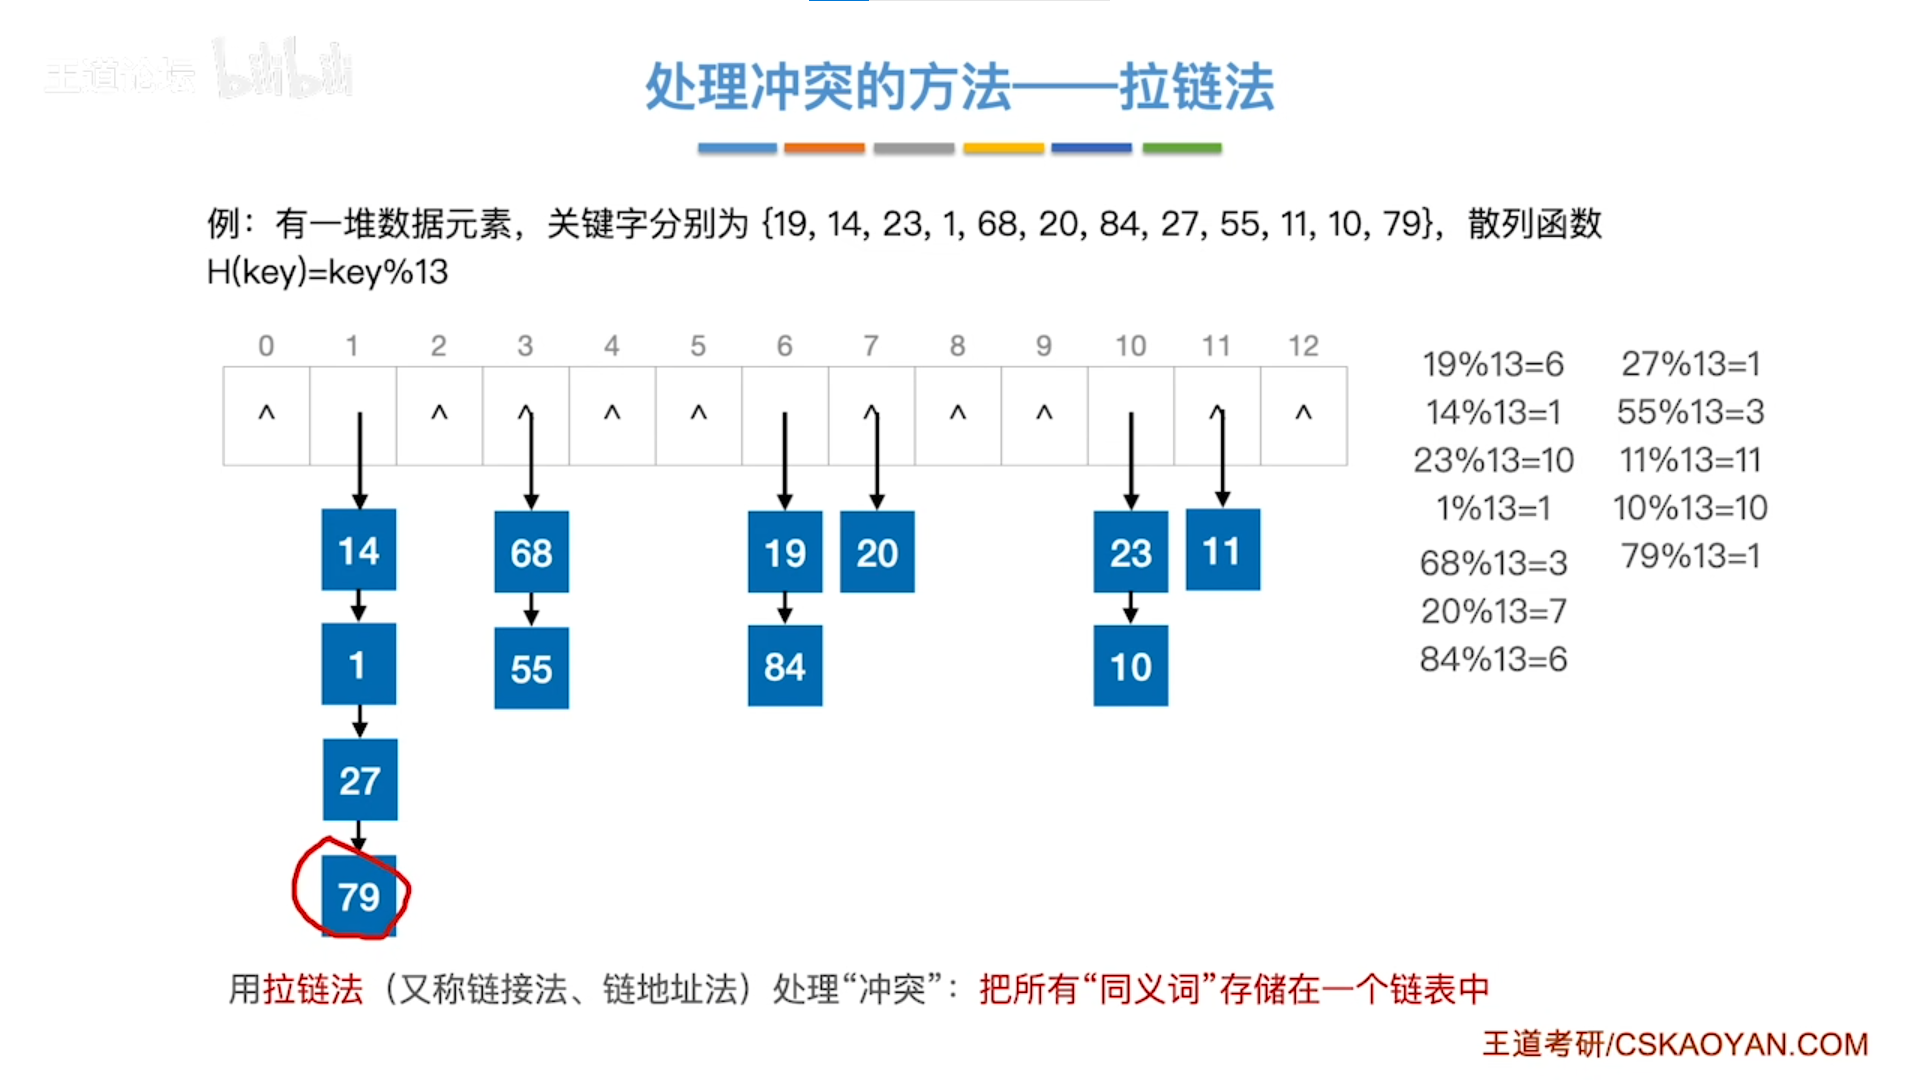 王道论坛 bilibili
处理冲突的方法——拉链法
例：有一堆数据元素，关键字分别为 {19, 14, 23, 1, 68, 20, 84, 27, 55, 11, 10, 79}，散列函数
H(key)=key%13
0 1 2 3 4 5 6 7 8 9 10 11 12
^ ^ ^ ^ ^ ^ ^ ^ ^ ^
14 68 19 20 23 11
1 55 84 10
27
79
19%13=6 27%13=1
14%13=1 55%13=3
23%13=10 11%13=11
1%13=1 10%13=10
68%13=3 79%13=1
20%13=7
84%13=6
用拉链法（又称链接法、链地址法）处理“冲突”：把所有“同义词”存储在一个链表中
王道考研/CSKAOYAN.COM